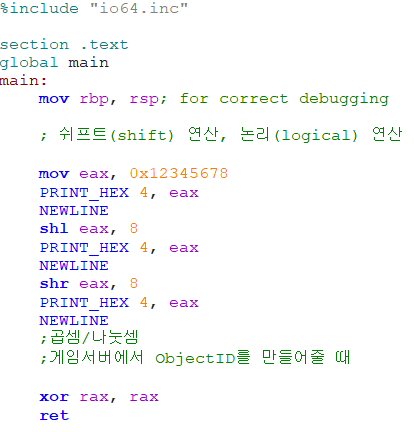 %include "io64.inc"
section .text
global main
main:
mov rbp, rsp; for correct debugging
; 쉬프트(shift) 연산, 논리(logical) 연산
mov eax, 0x12345678
PRINT_HEX 4, eax
NEWLINE
shl eax, 8
PRINT_HEX 4, eax
NEWLINE
shr eax, 8
PRINT_HEX 4, eax
NEWLINE
;곱셈/나눗셈
;게임서버에서 ObjectID를 만들어줄 때
xor rax, rax
ret